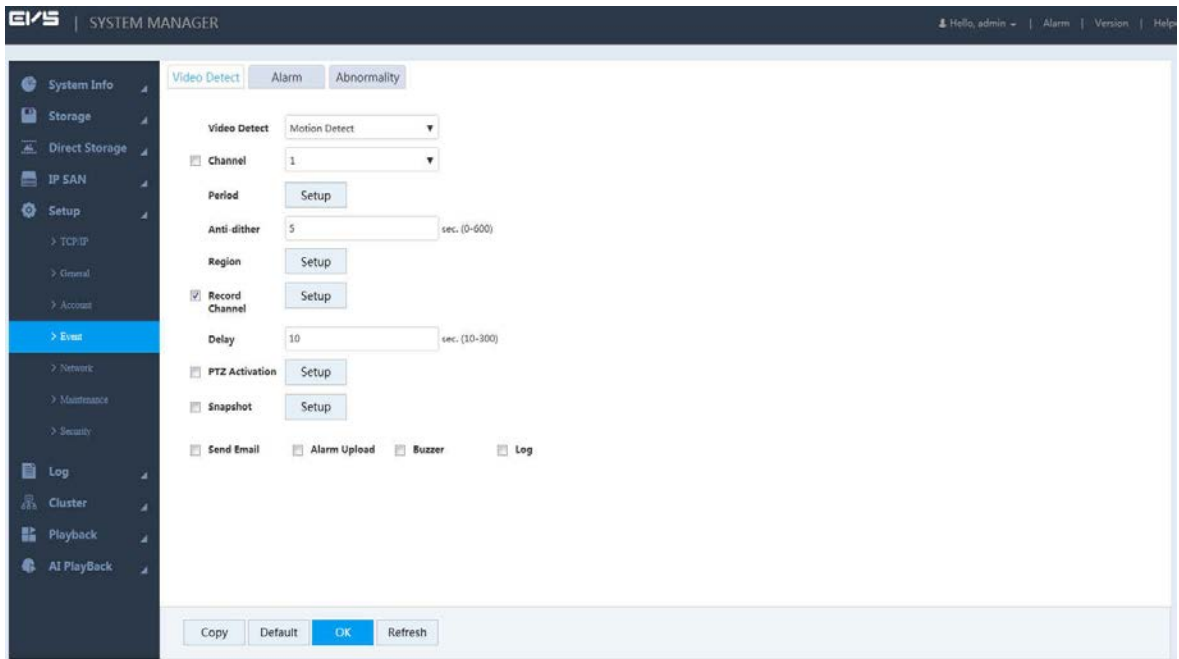 EVS | SYSTEM MANAGER
Hello, admin | Alarm | Version | Help
System Info
Storage
Direct Storage
IP SAN
Setup
> TCP/IP
> General
> Account
> Event
> Network
> Maintenance
> Security
Log
Cluster
Playback
AI PlayBack
Video Detect Alarm Abnormality
Video Detect Motion Detect
Channel 1
Period Setup
Anti-dither 5 sec. (0-600)
Region Setup
Record Channel Setup
Delay 10 sec. (10-300)
PTZ Activation Setup
Snapshot Setup
Send Email Alarm Upload Buzzer Log
Copy Default OK Refresh